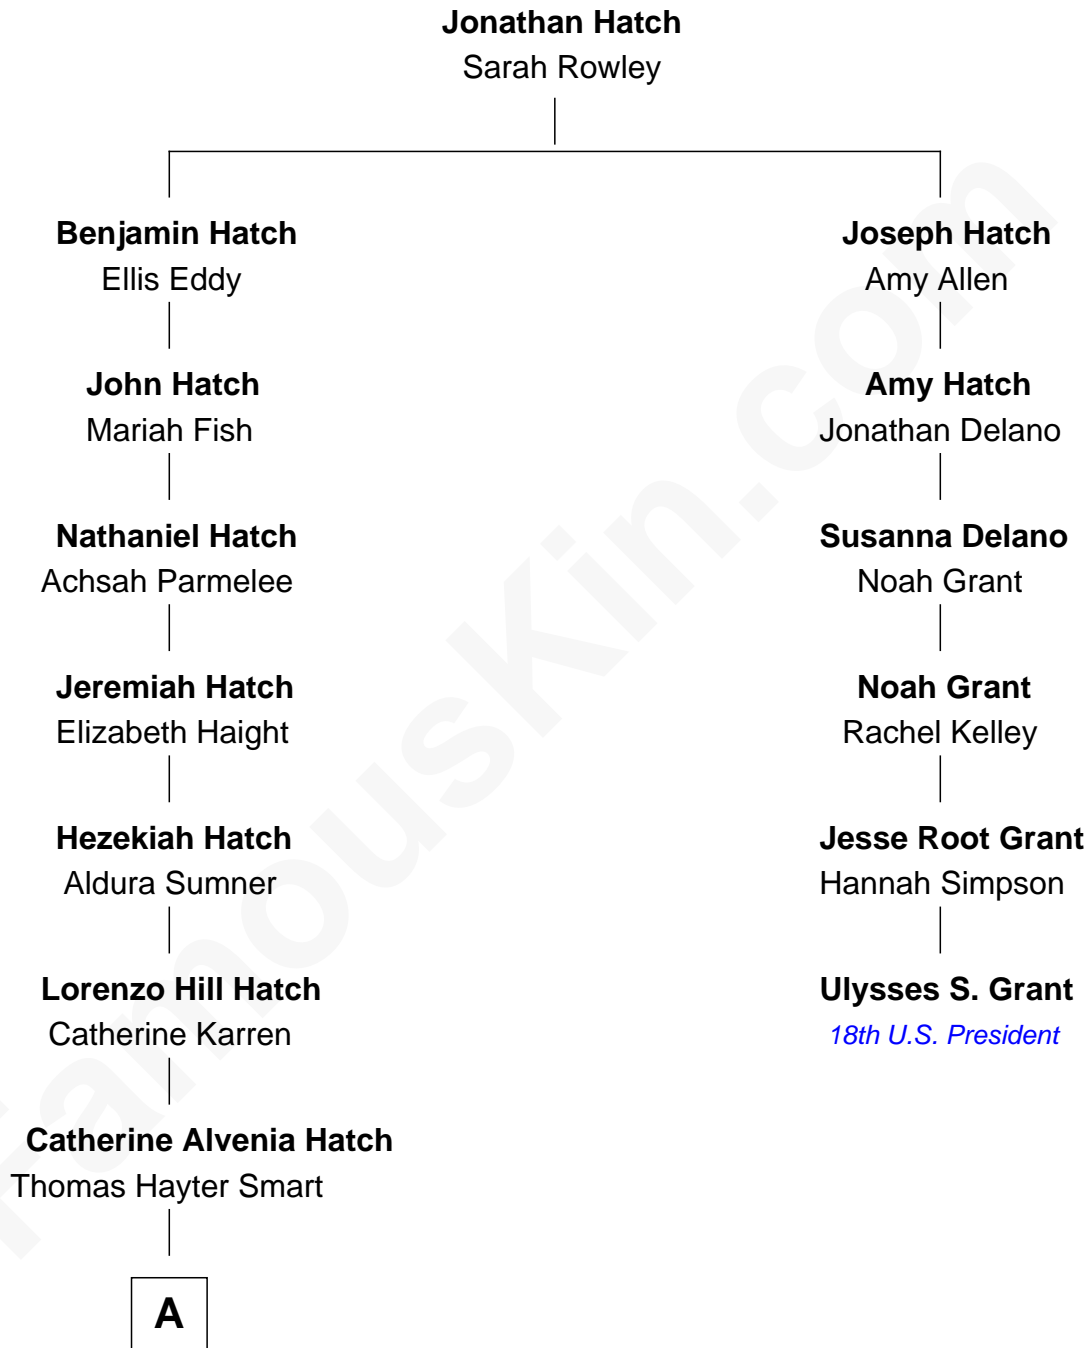 Jonathan Hatch
Sarah Rowley
Benjamin Hatch
Ellis Eddy
John Hatch
Mariah Fish
Nathaniel Hatch
Achsah Parmelee
Jeremiah Hatch
Elizabeth Haight
Hezekiah Hatch
Aldura Sumner
Lorenzo Hill Hatch
Catherine Karren
Catherine Alvenia Hatch
Thomas Hayter Smart
A
Joseph Hatch
Amy Allen
Amy Hatch
Jonathan Delano
Susanna Delano
Noah Grant
Noah Grant
Rachel Kelley
Jesse Root Grant
Hannah Simpson
Ulysses S. Grant
18th U.S. President
FamousKin.com